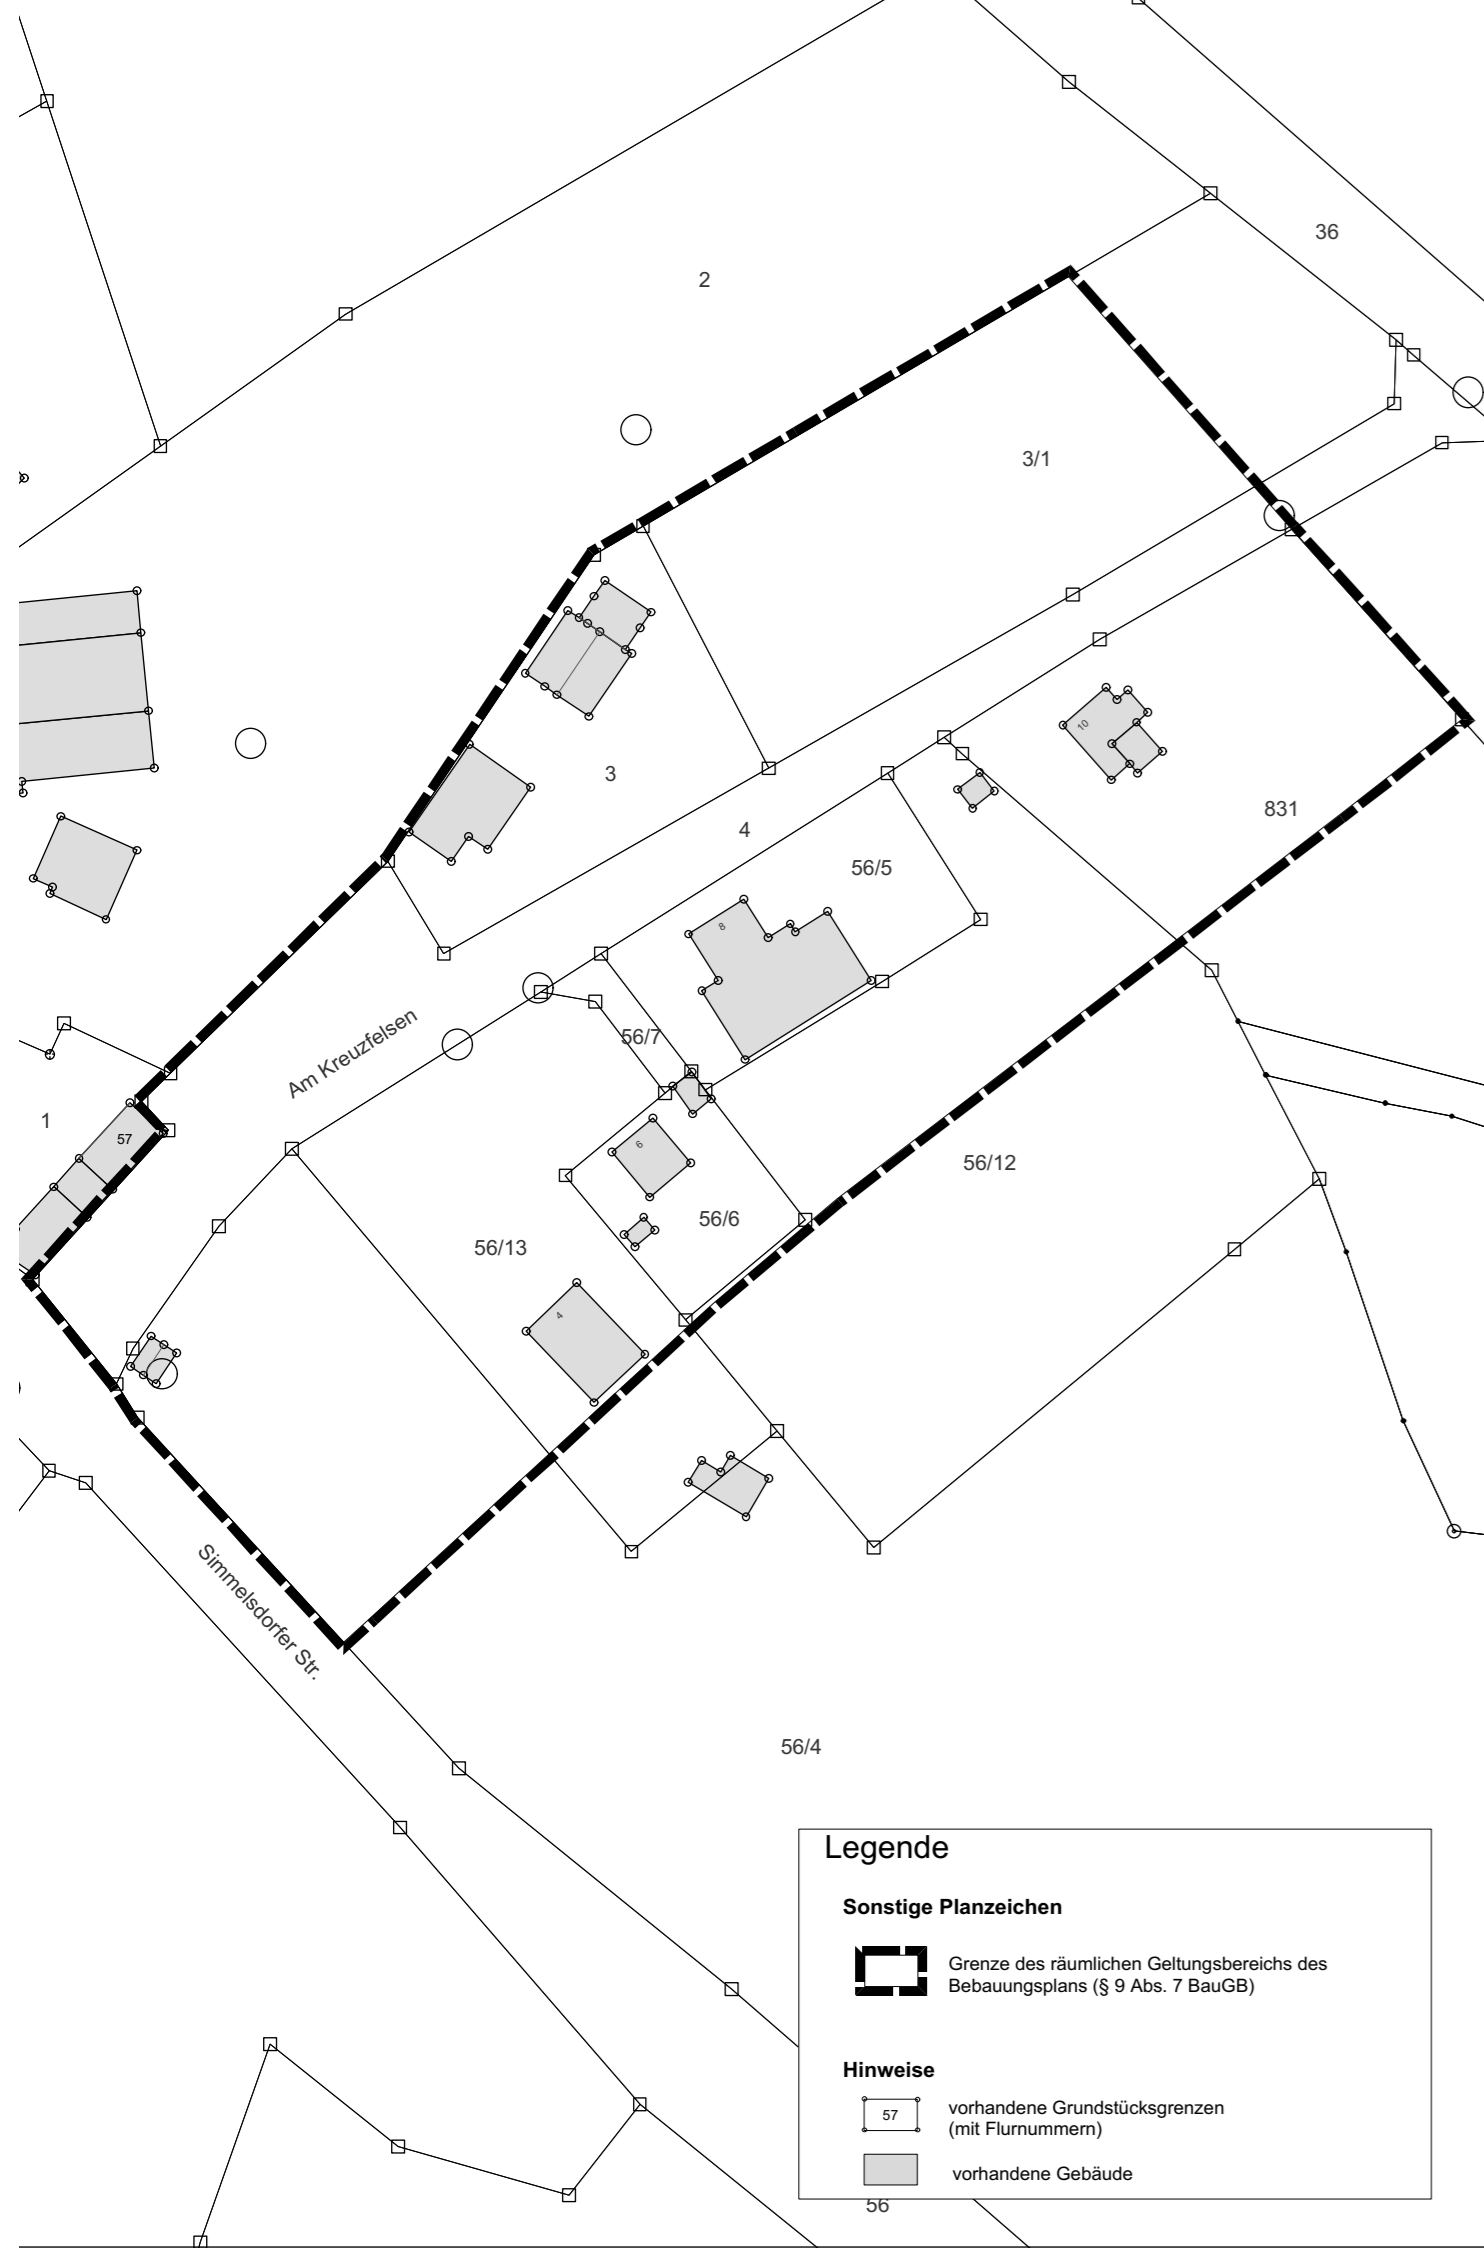 36
2
3/1
3
4
831
56/5
10
8
56/7
Am Kreuzfelsen
1
57
6
56/12
56/6
56/13
4
Simmelsdorfer Str.
56/4
Legende
Sonstige Planzeichen
Grenze des räumlichen Geltungsbereichs des
Bebauungsplans (§ 9 Abs. 7 BauGB)
Hinweise
57
vorhandene Grundstücksgrenzen
(mit Flurnummern)
vorhandene Gebäude
56